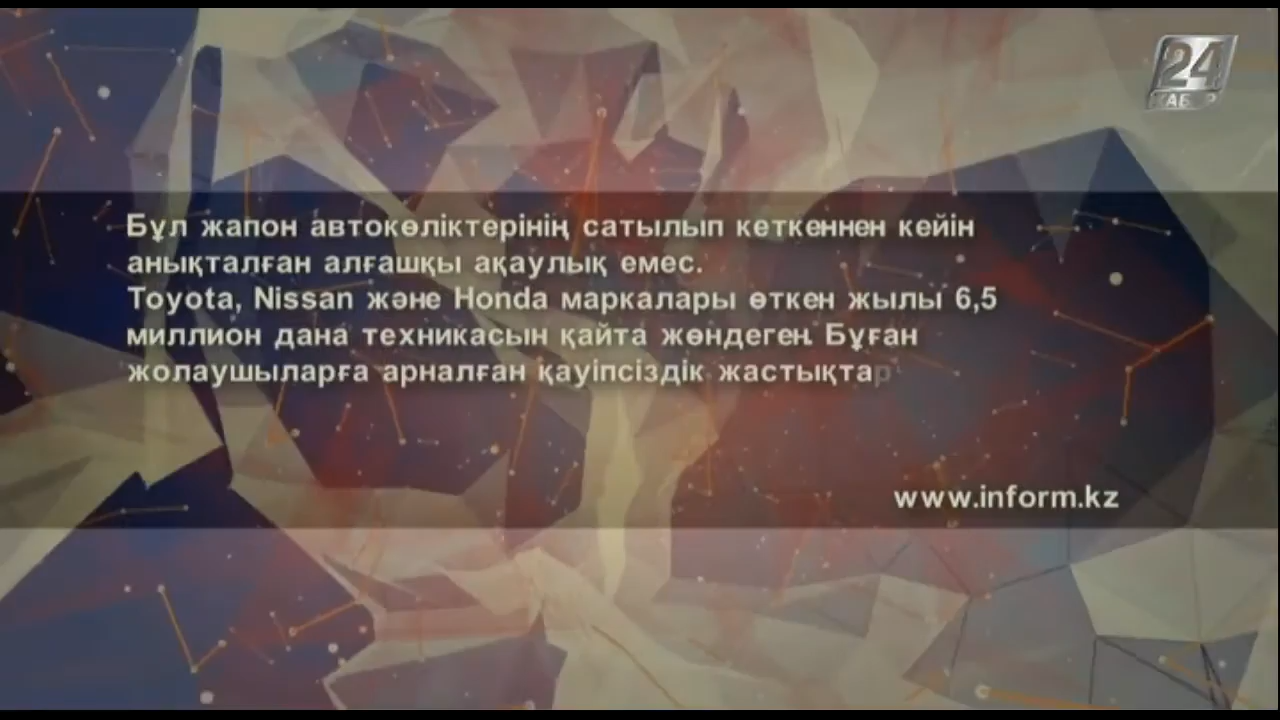 24
ХАБАР
Бұл жапон автокөліктерінің сатылып кеткеннен кейін
анықталған алғашқы ақаулық емес.
Toyota, Nissan және Honda маркалары өткен жылы 6,5
миллион дана техникасын қайта жөндеген. Бұған
жолаушыларға арналған қауіпсіздік жастықтар
www.inform.kz